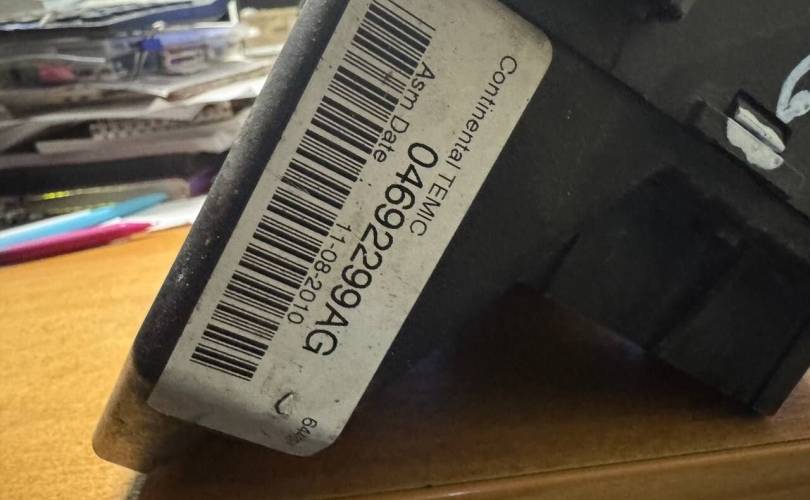 Continental TEMIC
04692299AG
Asm Date 11-08-2010